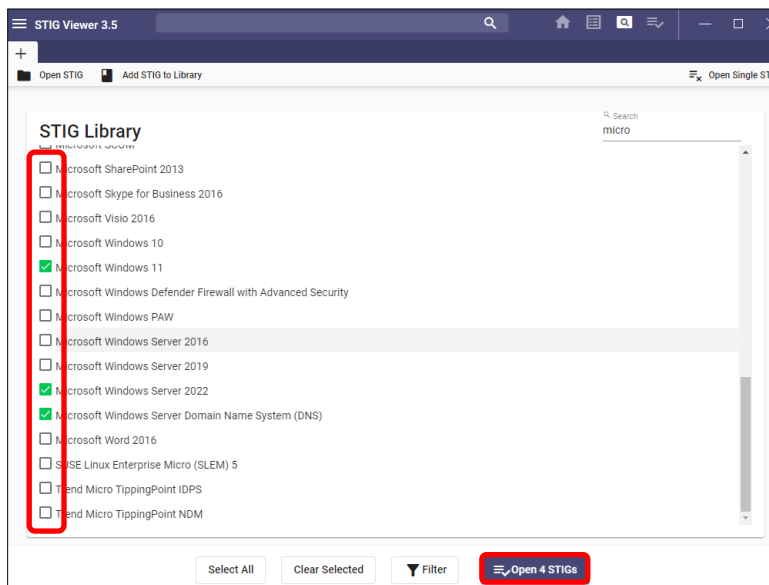 STIG Viewer 3.5
+
Open STIG
Add STIG to Library
Open Single ST
STIG Library
Search
micro
Microsoft SCOM
Microsoft SharePoint 2013
Microsoft Skype for Business 2016
Microsoft Visio 2016
Microsoft Windows 10
Microsoft Windows 11
Microsoft Windows Defender Firewall with Advanced Security
Microsoft Windows PAW
Microsoft Windows Server 2016
Microsoft Windows Server 2019
Microsoft Windows Server 2022
Microsoft Windows Server Domain Name System (DNS)
Microsoft Word 2016
SUSE Linux Enterprise Micro (SLEM) 5
Trend Micro TippingPoint IDPS
Trend Micro TippingPoint NDM
Select All
Clear Selected
Filter
Open 4 STIGs